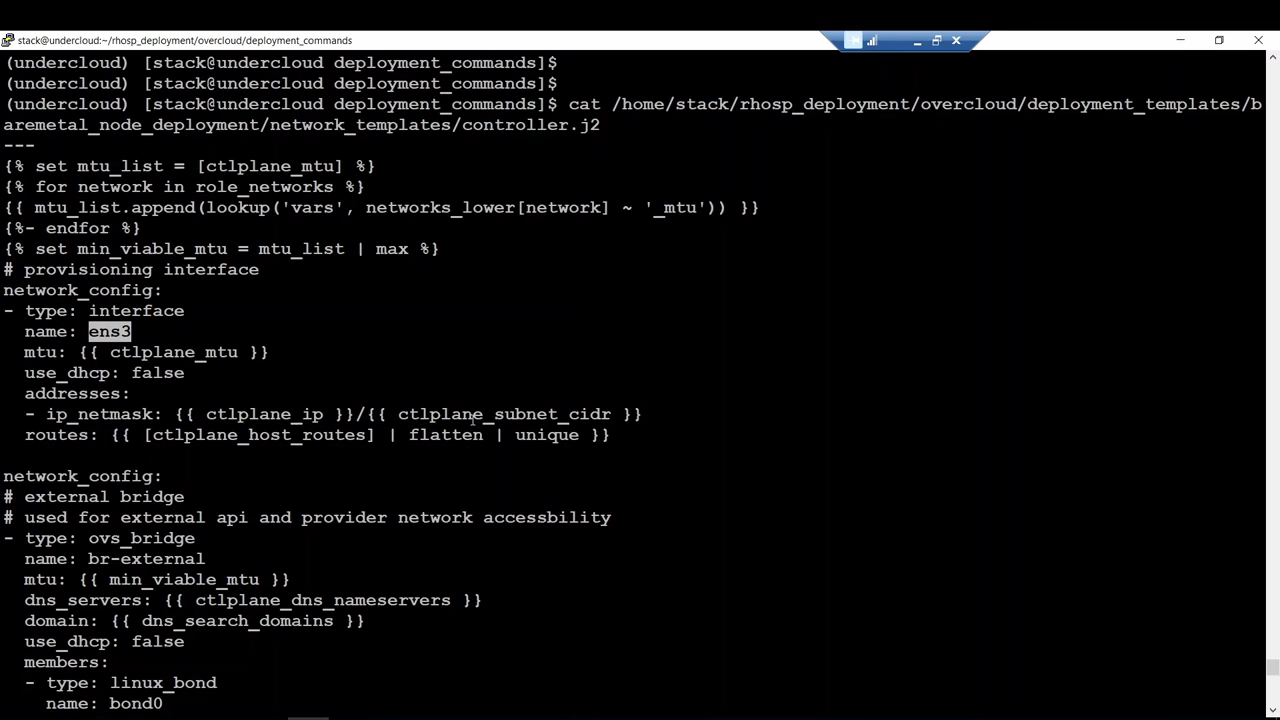 stack@undercloud:~/rhosp_deployment/overcloud/deployment_commands
(undercloud) [stack@undercloud deployment_commands]$
(undercloud) [stack@undercloud deployment_commands]$
(undercloud) [stack@undercloud deployment_commands]$ cat /home/stack/rhosp_deployment/overcloud/deployment_templates/b
aremetal_node_deployment/network_templates/controller.j2
---
{% set mtu_list = [ctlplane_mtu] %}
{% for network in role_networks %}
{{ mtu_list.append(lookup('vars', networks_lower[network] ~ '_mtu')) }}
{%- endfor %}
{% set min_viable_mtu = mtu_list | max %}
# provisioning interface
network_config:
- type: interface
  name: ens3
  mtu: {{ ctlplane_mtu }}
  use_dhcp: false
  addresses:
  - ip_netmask: {{ ctlplane_ip }}/{{ ctlplane_subnet_cidr }}
  routes: {{ [ctlplane_host_routes] | flatten | unique }}

network_config:
# external bridge
# used for external api and provider network accessbility
- type: ovs_bridge
  name: br-external
  mtu: {{ min_viable_mtu }}
  dns_servers: {{ ctlplane_dns_nameservers }}
  domain: {{ dns_search_domains }}
  use_dhcp: false
  members:
  - type: linux_bond
    name: bond0